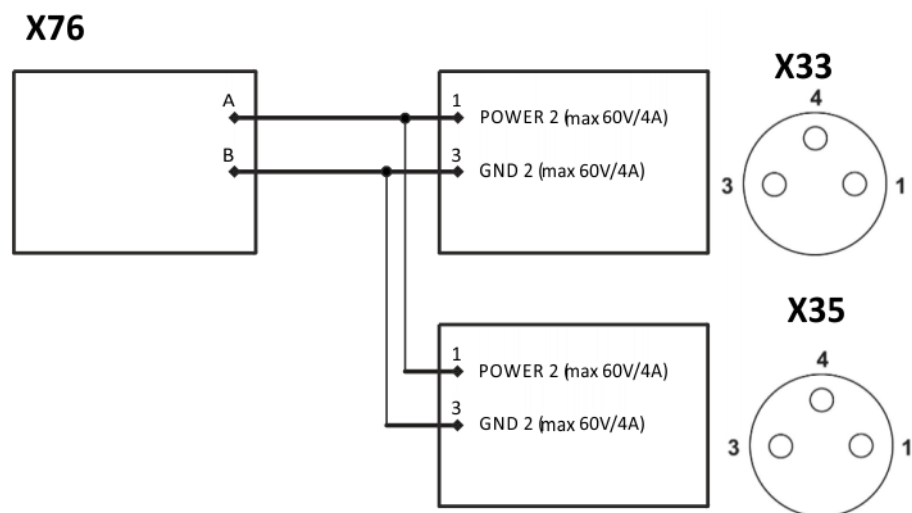 X76
A
B
1
POWER 2 (max 60V/4A)
3
GND 2 (max 60V/4A)
X33
4
3
1
1
POWER 2 (max 60V/4A)
3
GND 2 (max 60V/4A)
X35
4
3
1